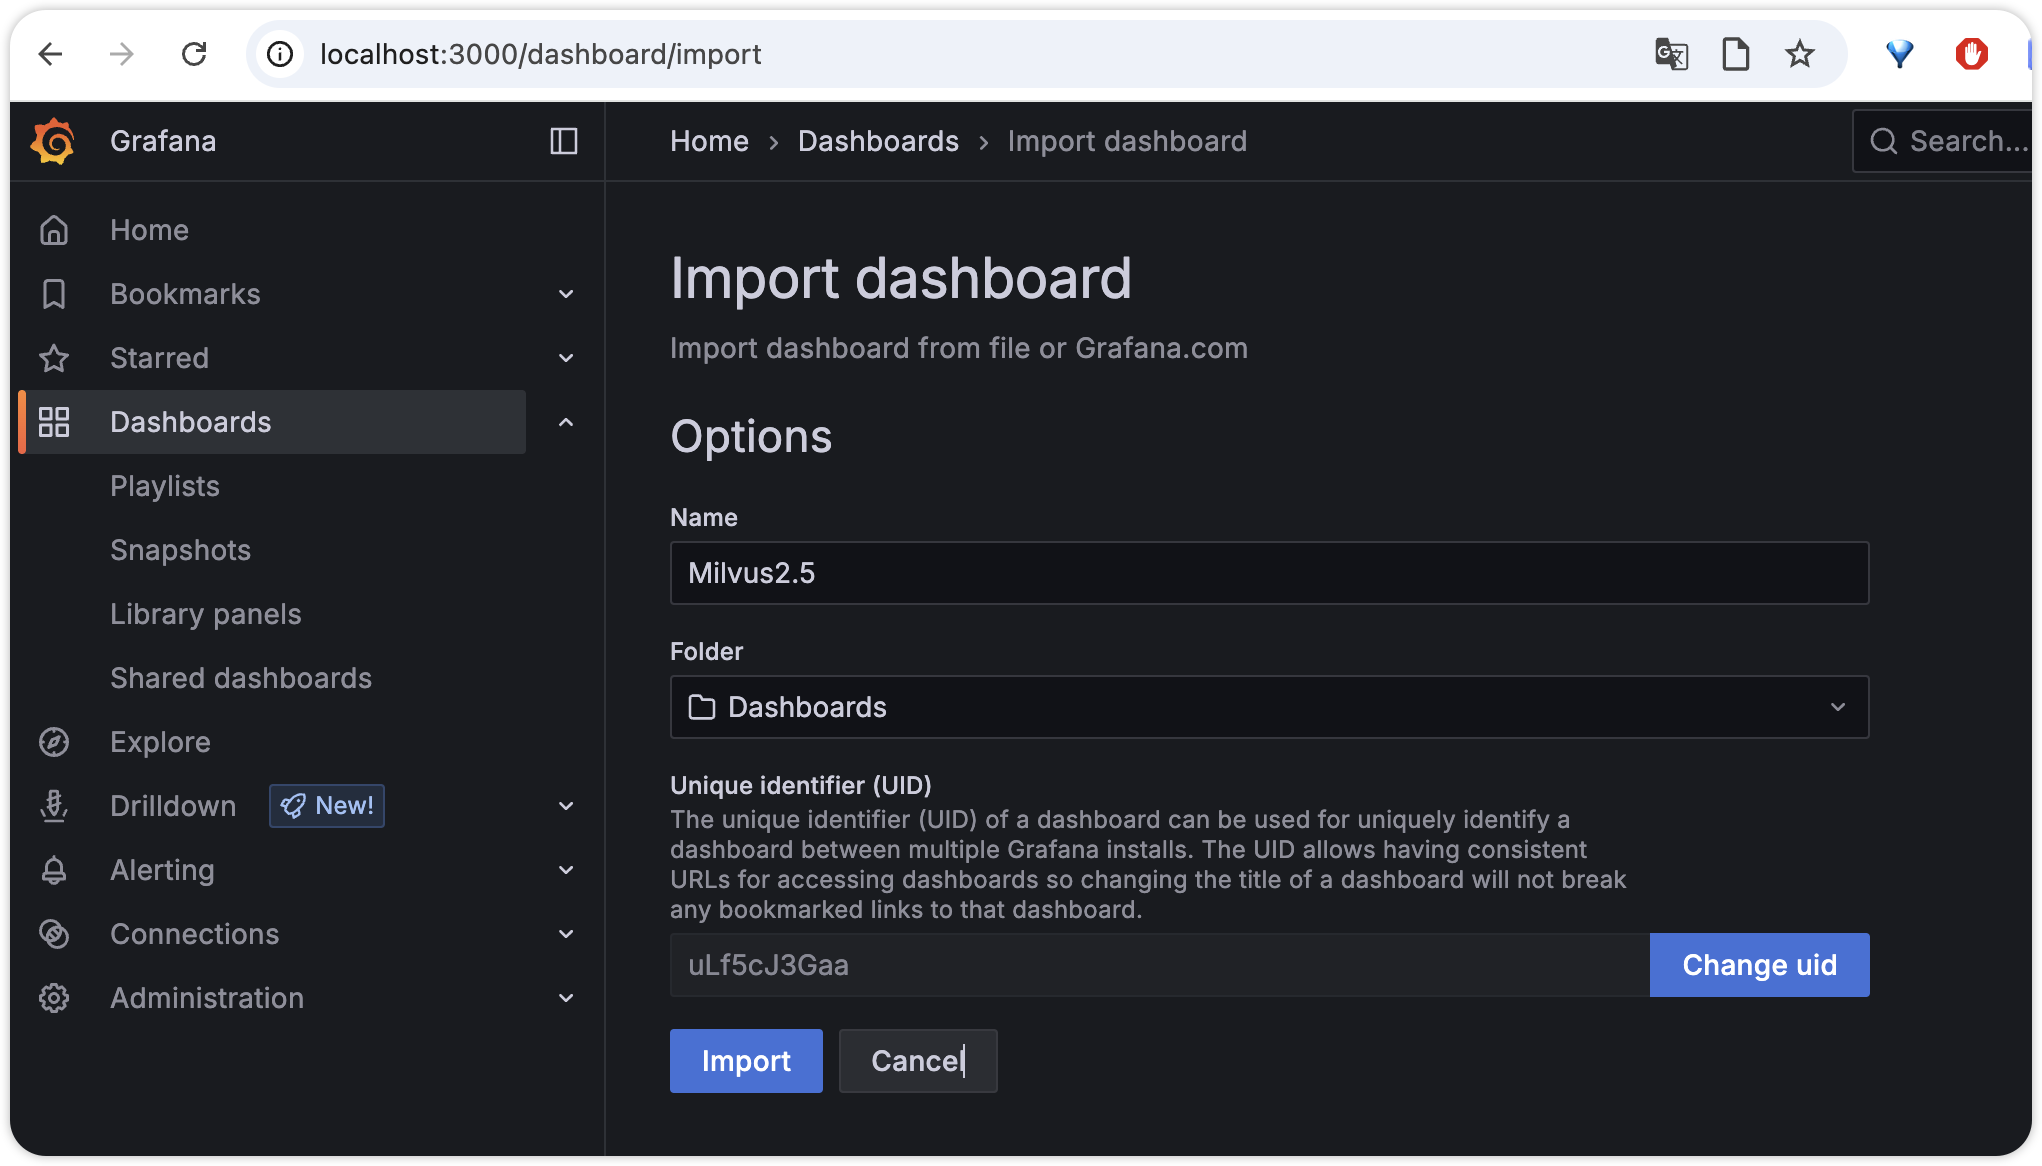 localhost:3000/dashboard/import
Grafana
Home › Dashboards › Import dashboard
Search...
Home
Bookmarks
Starred
Dashboards
Playlists
Snapshots
Library panels
Shared dashboards
Explore
Drilldown New!
Alerting
Connections
Administration
Import dashboard
Import dashboard from file or Grafana.com
Options
Name
Milvus2.5
Folder
Dashboards
Unique identifier (UID)
The unique identifier (UID) of a dashboard can be used for uniquely identify a
dashboard between multiple Grafana installs. The UID allows having consistent
URLs for accessing dashboards so changing the title of a dashboard will not break
any bookmarked links to that dashboard.
uLf5cJ3Gaa
Change uid
Import
Cancel